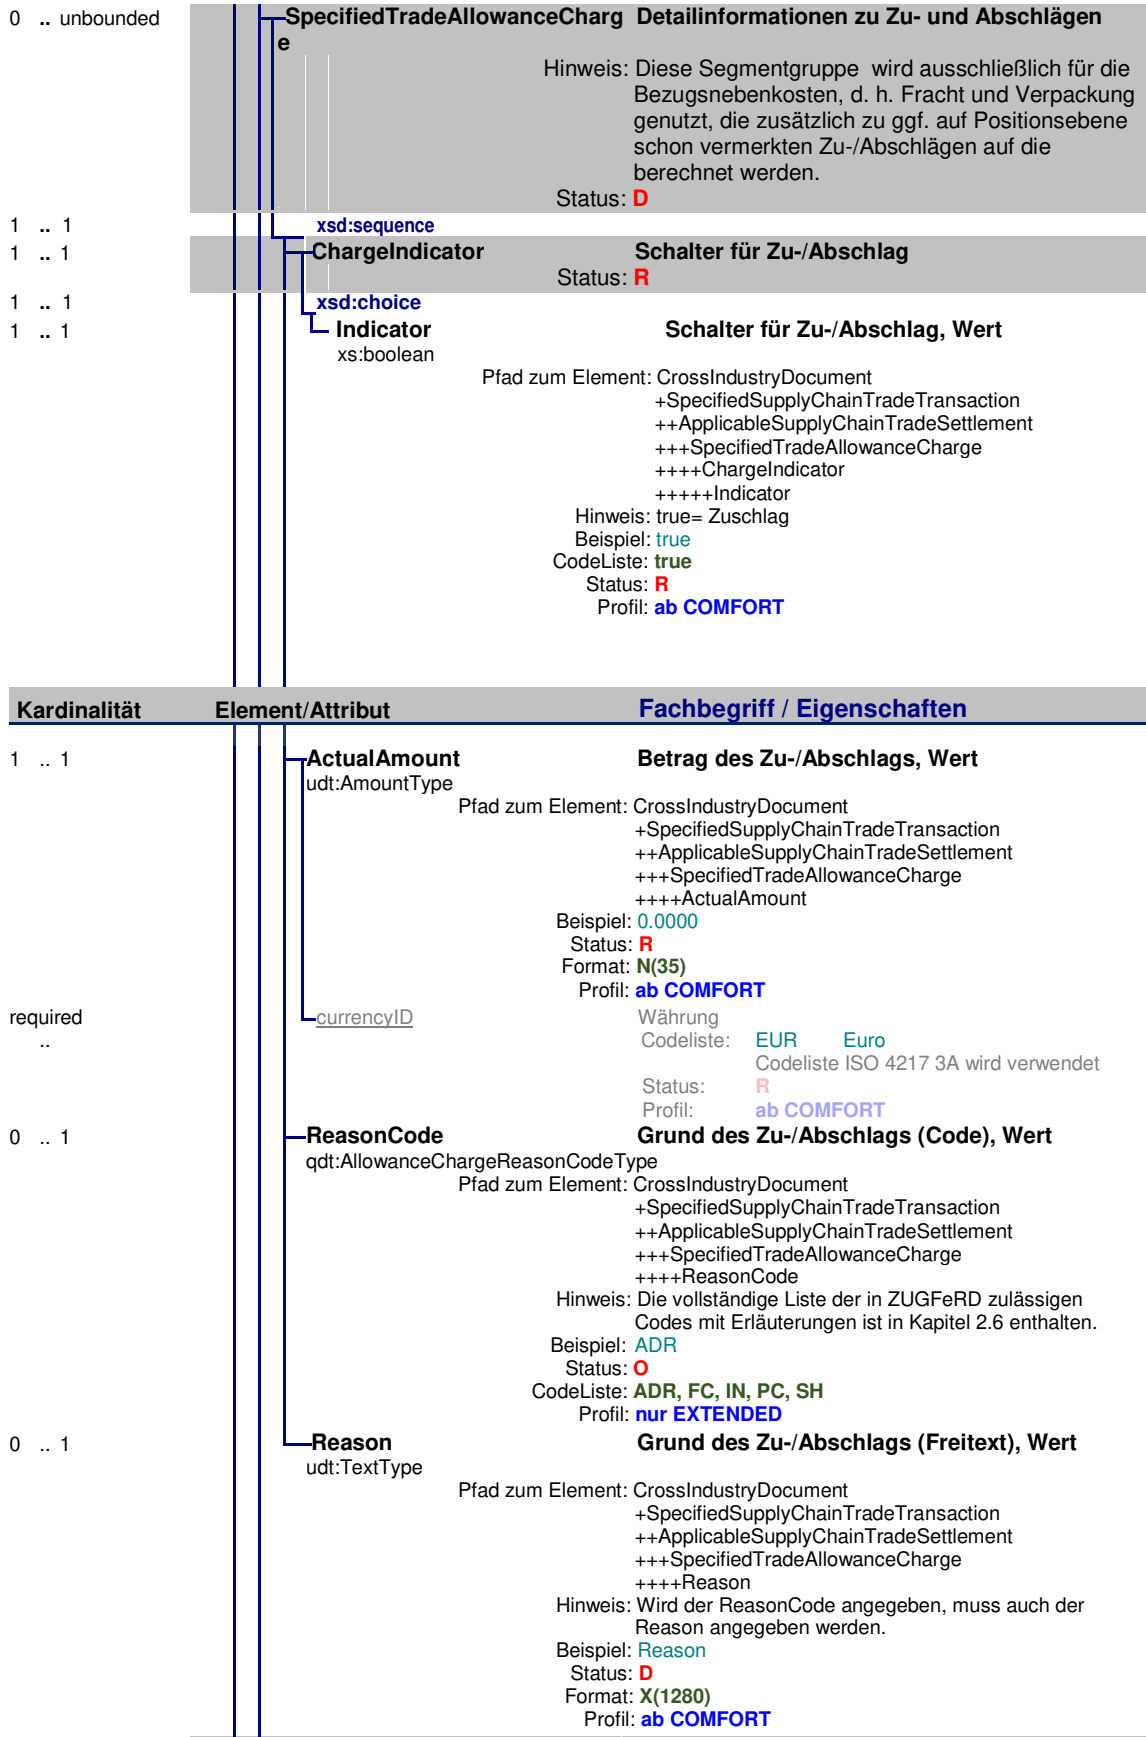 0 .. unbounded SpecifiedTradeAllowanceCharg Detailinformationen zu Zu- und Abschlägen
e
Hinweis: Diese Segmentgruppe wird ausschließlich für die
Bezugsnebenkosten, d. h. Fracht und Verpackung
genutzt, die zusätzlich zu ggf. auf Positionsebene
schon vermerkten Zu-/Abschlägen auf die
berechnet werden.
Status: D
1 .. 1 xsd:sequence
1 .. 1 ChargeIndicator Schalter für Zu-/Abschlag
Status: R
1 .. 1 xsd:choice
1 .. 1 Indicator Schalter für Zu-/Abschlag, Wert
xs:boolean
Pfad zum Element: CrossIndustryDocument
+SpecifiedSupplyChainTradeTransaction
++ApplicableSupplyChainTradeSettlement
+++SpecifiedTradeAllowanceCharge
++++ChargeIndicator
+++++Indicator
Hinweis: true= Zuschlag
Beispiel: true
CodeListe: true
Status: R
Profil: ab COMFORT
Kardinalität Element/Attribut Fachbegriff / Eigenschaften
1 .. 1 ActualAmount Betrag des Zu-/Abschlags, Wert
udt:AmountType
Pfad zum Element: CrossIndustryDocument
+SpecifiedSupplyChainTradeTransaction
++ApplicableSupplyChainTradeSettlement
+++SpecifiedTradeAllowanceCharge
++++ActualAmount
Beispiel: 0.0000
Status: R
Format: N(35)
Profil: ab COMFORT
required currencyID Währung
.. Codeliste: EUR Euro
Codeliste ISO 4217 3A wird verwendet
Status: R
Profil: ab COMFORT
0 .. 1 ReasonCode Grund des Zu-/Abschlags (Code), Wert
qdt:AllowanceChargeReasonCodeType
Pfad zum Element: CrossIndustryDocument
+SpecifiedSupplyChainTradeTransaction
++ApplicableSupplyChainTradeSettlement
+++SpecifiedTradeAllowanceCharge
++++ReasonCode
Hinweis: Die vollständige Liste der in ZUGFeRD zulässigen
Codes mit Erläuterungen ist in Kapitel 2.6 enthalten.
Beispiel: ADR
Status: O
CodeListe: ADR, FC, IN, PC, SH
Profil: nur EXTENDED
0 .. 1 Reason Grund des Zu-/Abschlags (Freitext), Wert
udt:TextType
Pfad zum Element: CrossIndustryDocument
+SpecifiedSupplyChainTradeTransaction
++ApplicableSupplyChainTradeSettlement
+++SpecifiedTradeAllowanceCharge
++++Reason
Hinweis: Wird der ReasonCode angegeben, muss auch der
Reason angegeben werden.
Beispiel: Reason
Status: D
Format: X(1280)
Profil: ab COMFORT